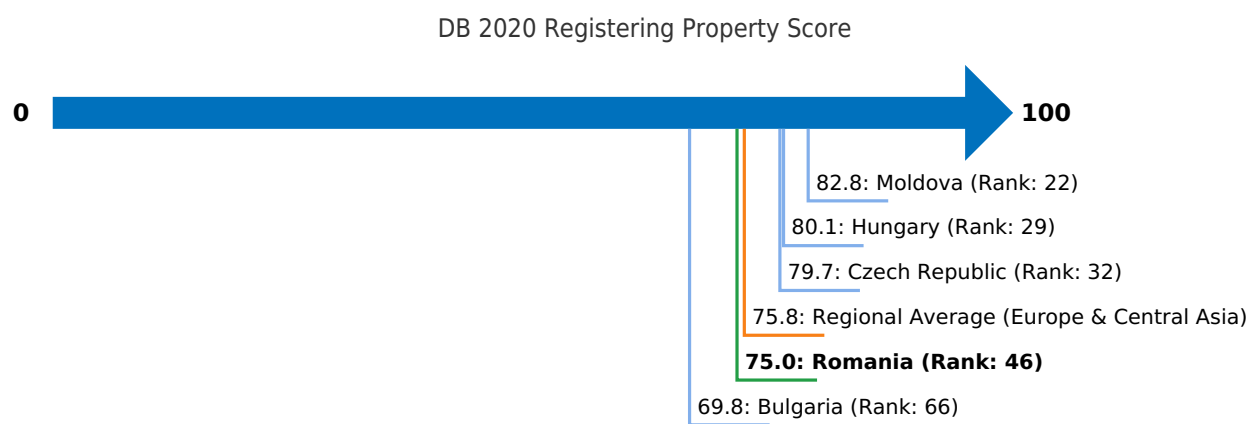 DB 2020 Registering Property Score
0
100
82.8: Moldova (Rank: 22)
80.1: Hungary (Rank: 29)
79.7: Czech Republic (Rank: 32)
75.8: Regional Average (Europe & Central Asia)
75.0: Romania (Rank: 46)
69.8: Bulgaria (Rank: 66)